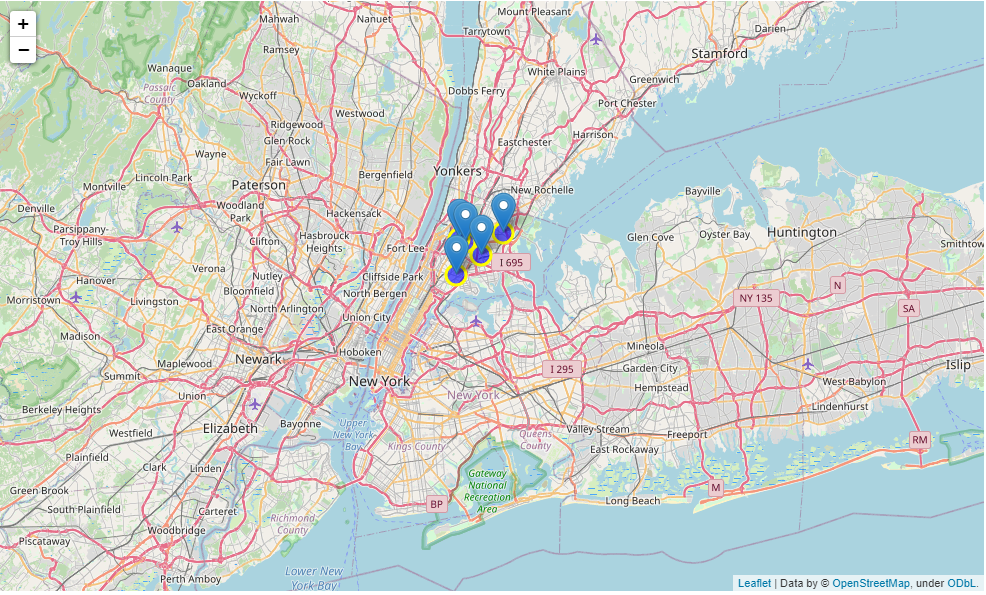 +
−
Mahwah
Nanuet
Mount Pleasant
Tarrytown
Darien
Ramsey
Stamford
Wanaque
Oakland
White Plains
Greenwich
Passaic
County
Wyckoff
Dobbs Ferry
Port Chester
Westwood
Ridgewood
Harrison
Glen Rock
Eastchester
Wayne
Fair Lawn
Yonkers
Lincoln Park
Bergenfield
Montville
Paterson
New Rochelle
Bayville
Denville
Woodland
Park
Hackensack
Parsippany-
Troy Hills
Clifton
Hasbrouck
Heights
Fort Lee
Glen Cove
Oyster Bay
Huntington
Smithtow
I 695
Verona
Nutley
Cliffside Park
Hanover
Bloomfield
North Bergen
N
NY 135
Morristown
Livingston
North Arlington
SA
Union City
East Orange
Madison
Maplewood
Newark
Hoboken
Mineola
Islip
Summit
I 295
Garden City
New York
Hempstead
West Babylon
Union
New York
Berkeley Heights
Lindenhurst
Elizabeth
Bayonne
Upper
New York
Bay
Valley Stream
Freeport
Westfield
Kings County
Queens
County
East Rockaway
RM
Plainfield
Clark
Linden
Gateway
National
Recreation
Area
M
Green Brook
BP
Long Beach
South Plainfield
Carteret
Richmond
County
Woodbridge
Piscataway
Perth Amboy
Lower New
York Bay
Leaflet | Data by © OpenStreetMap, under ODbL.